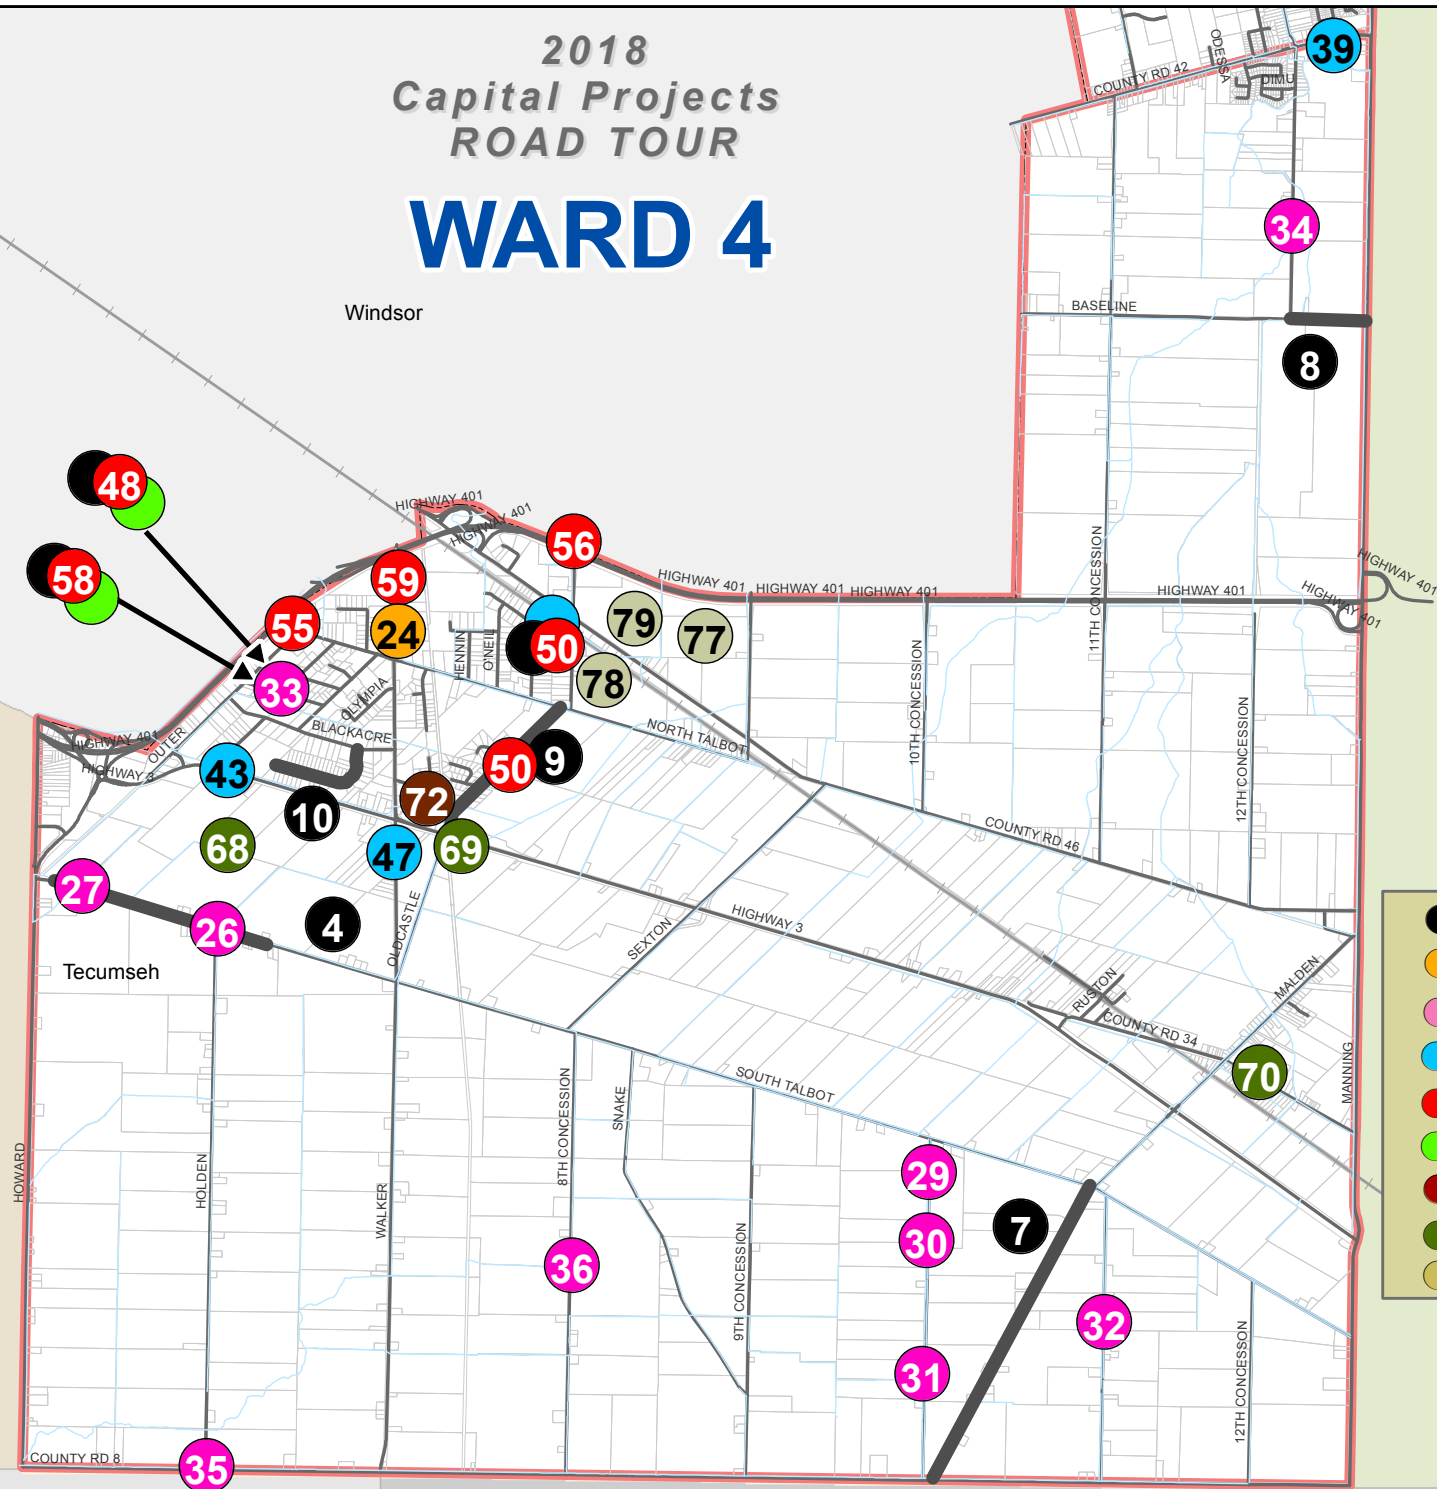 2018
Capital Projects
ROAD TOUR
WARD 4
Windsor
39
ODESSA
COUNTY RD 42
DIMU
34
BASELINE
8
48
58
HIGHWAY 401
HIGHWAY 401
56
59
HIGHWAY 401
HIGHWAY 401
HIGHWAY 401
HIGHWAY 401
HIGHWAY 401
HIGHWAY 401
11TH CONCESSION
55
24
HENNIN
O'NEIL
50
79
77
78
33
OLYMPIA
BLACKACRE
NORTH TALBOT
10TH CONCESSION
12TH CONCESSION
HIGHWAY 401
OUTER
HIGHWAY 3
43
50
9
72
10
68
47
69
COUNTY RD 46
27
26
4
OLDCASTLE
SEXTON
HIGHWAY 3
Tecumseh
RUSTON
MALDEN
COUNTY RD 34
70
MANNING
SOUTH TALBOT
8TH CONCESSION
SNAKE
HOWARD
HOLDEN
WALKER
29
30
7
36
9TH CONCESSION
32
31
12TH CONCESSON
COUNTY RD 8
35